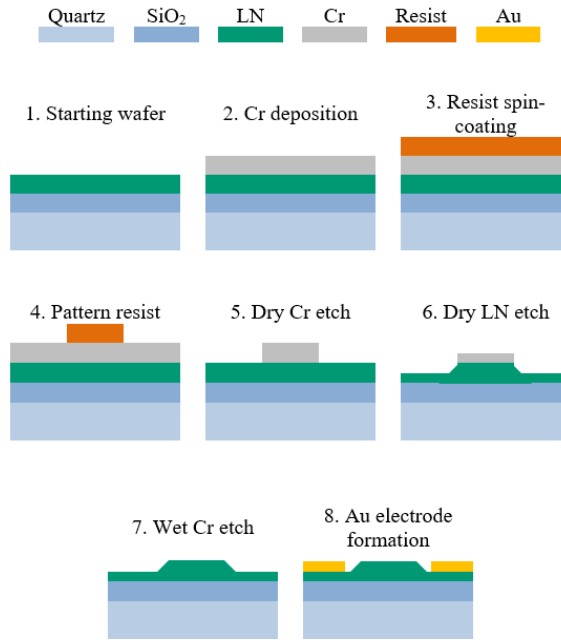 Quartz SiO₂ LN Cr Resist Au
1. Starting wafer
2. Cr deposition
3. Resist spin-
coating
4. Pattern resist
5. Dry Cr etch
6. Dry LN etch
7. Wet Cr etch
8. Au electrode
formation